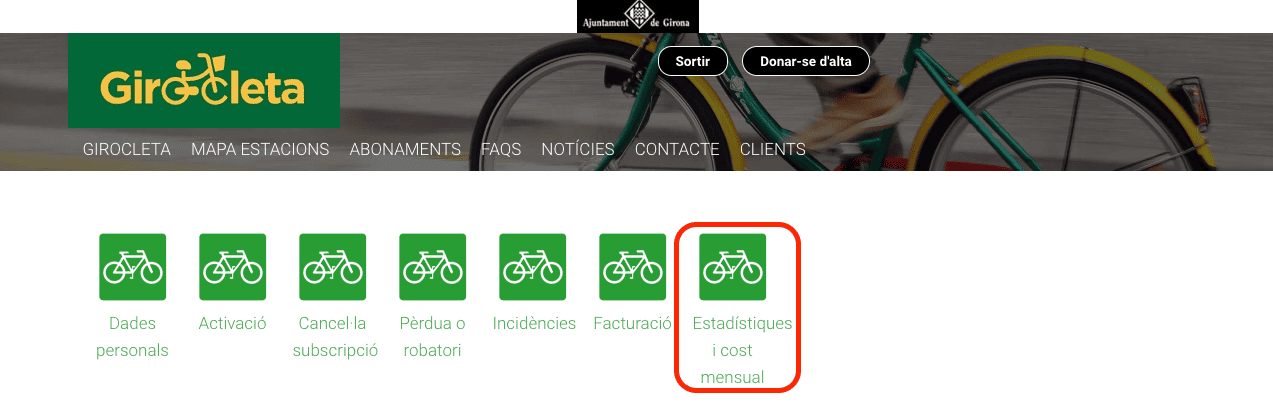 Ajuntament de Girona
Girocleta
Sortir
Donar-se d'alta
GIROCLETA MAPA ESTACIONS ABONAMENTS FAQS NOTÍCIES CONTACTE CLIENTS
Dades personals
Activació
Cancel·la subscripció
Pèrdua o robatori
Incidències
Facturació
Estadístiques i cost mensual